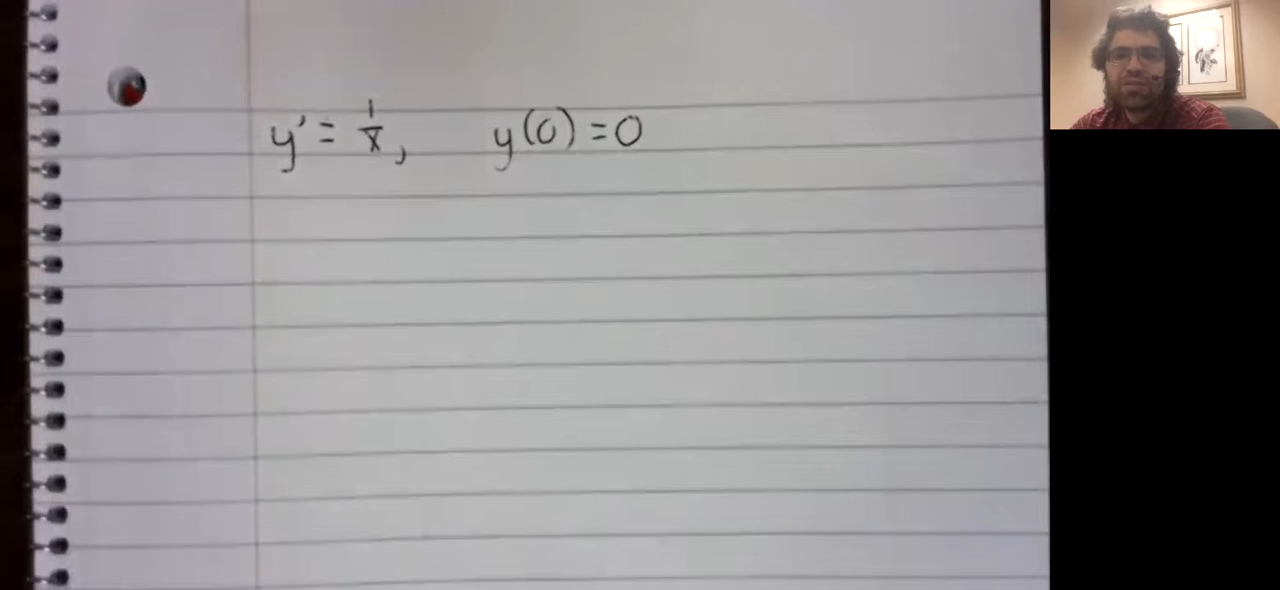 y' = 1/x, y(0) = 0